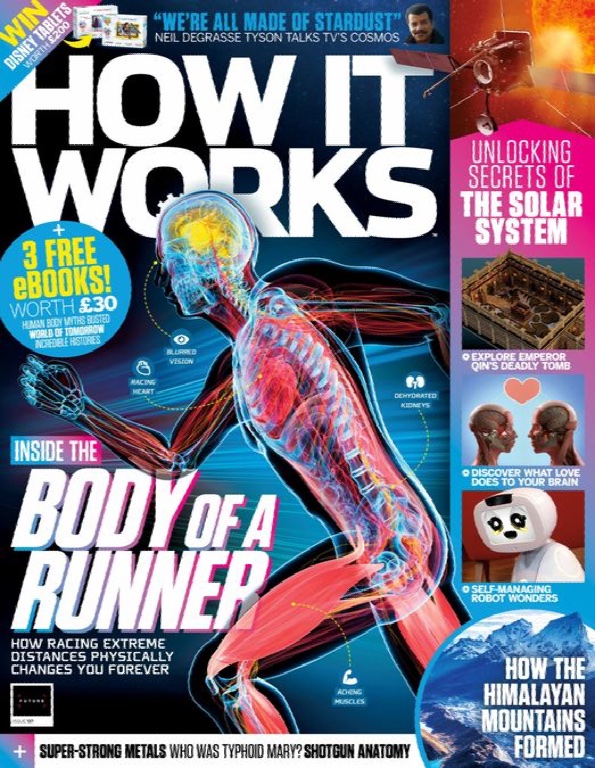 WIN
DISNEY TABLETS
WORTH £200
“WE’RE ALL MADE OF STARDUST”
NEIL DEGRASSE TYSON TALKS TV’S COSMOS
HOW IT
WORKS
UNLOCKING
SECRETS OF
THE SOLAR
SYSTEM
+
3 FREE
eBOOKS!
WORTH £30
HUMAN BODY MYTHS BUSTED
WORLD OF TOMORROW
INCREDIBLE HISTORIES
BLURRED
VISION
RACING
HEART
DEHYDRATED
KIDNEYS
EXPLORE EMPEROR
QIN’S DEADLY TOMB
DISCOVER WHAT LOVE
DOES TO YOUR BRAIN
SELF-MANAGING
ROBOT WONDERS
INSIDE THE
BODY OF A
RUNNER
HOW RACING EXTREME
DISTANCES PHYSICALLY
CHANGES YOU FOREVER
ACHING
MUSCLES
HOW THE
HIMALAYAN
MOUNTAINS
FORMED
FUTURE
+ SUPER-STRONG METALS WHO WAS TYPHOID MARY? SHOTGUN ANATOMY